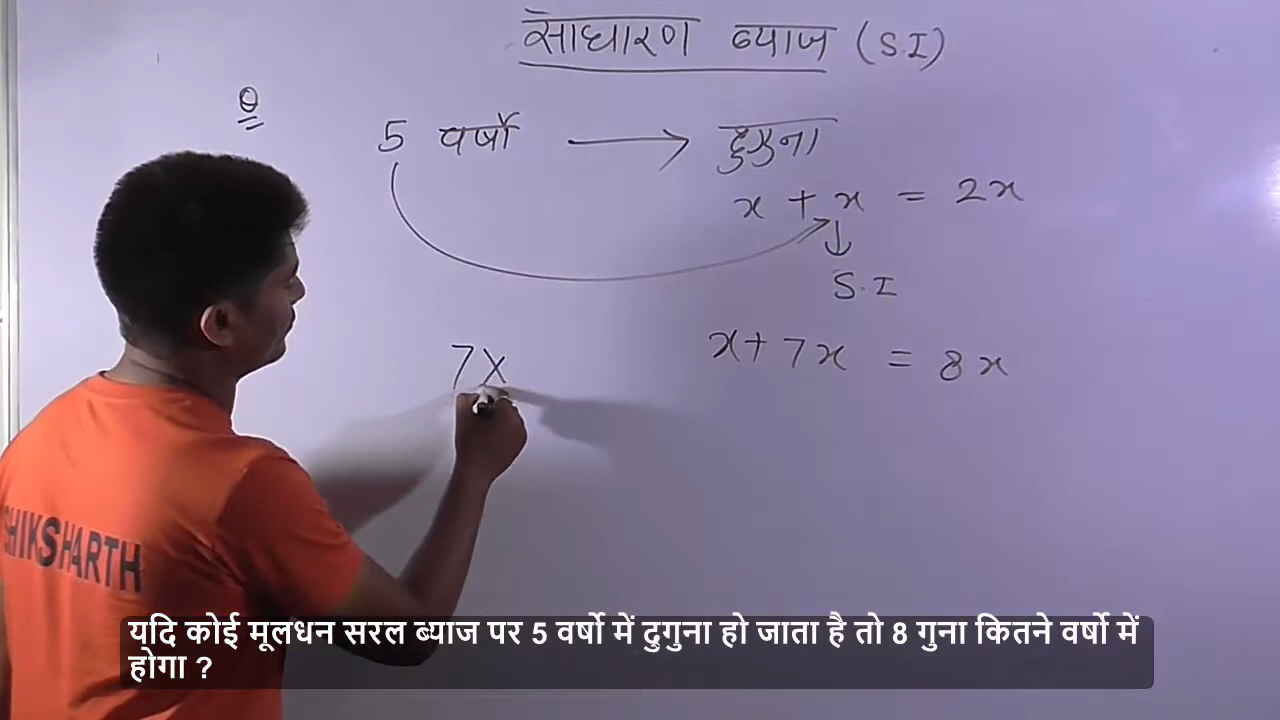 साधारण ब्याज (S.I)
Q
5 वर्षो → दुगुना
x + x = 2x
↓
S.I
x + 7x = 8x
7x
SHIKSHARTH
यदि कोई मूलधन सरल ब्याज पर 5 वर्षो में दुगुना हो जाता है तो 8 गुना कितने वर्षो में
होगा ?